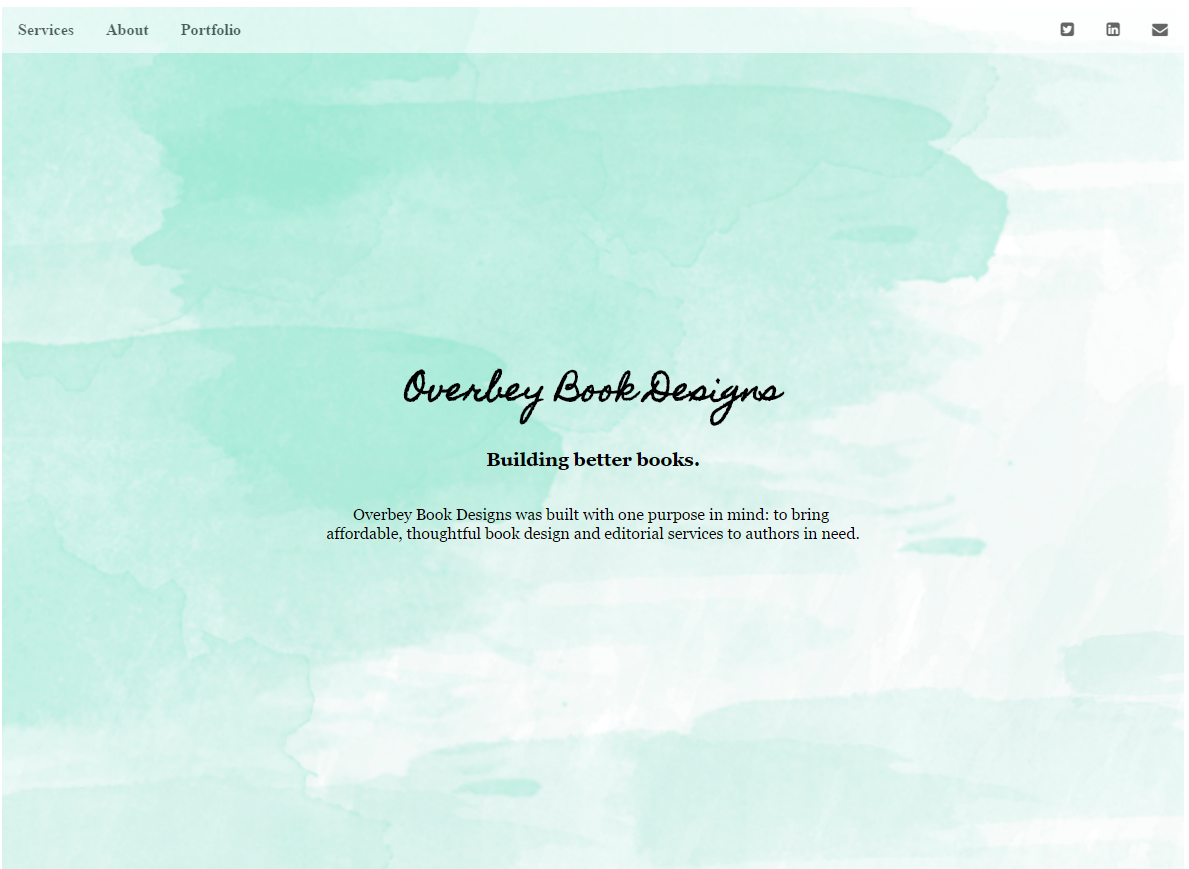 Services About Portfolio
Overbey Book Designs
Building better books.
Overbey Book Designs was built with one purpose in mind: to bring
affordable, thoughtful book design and editorial services to authors in need.